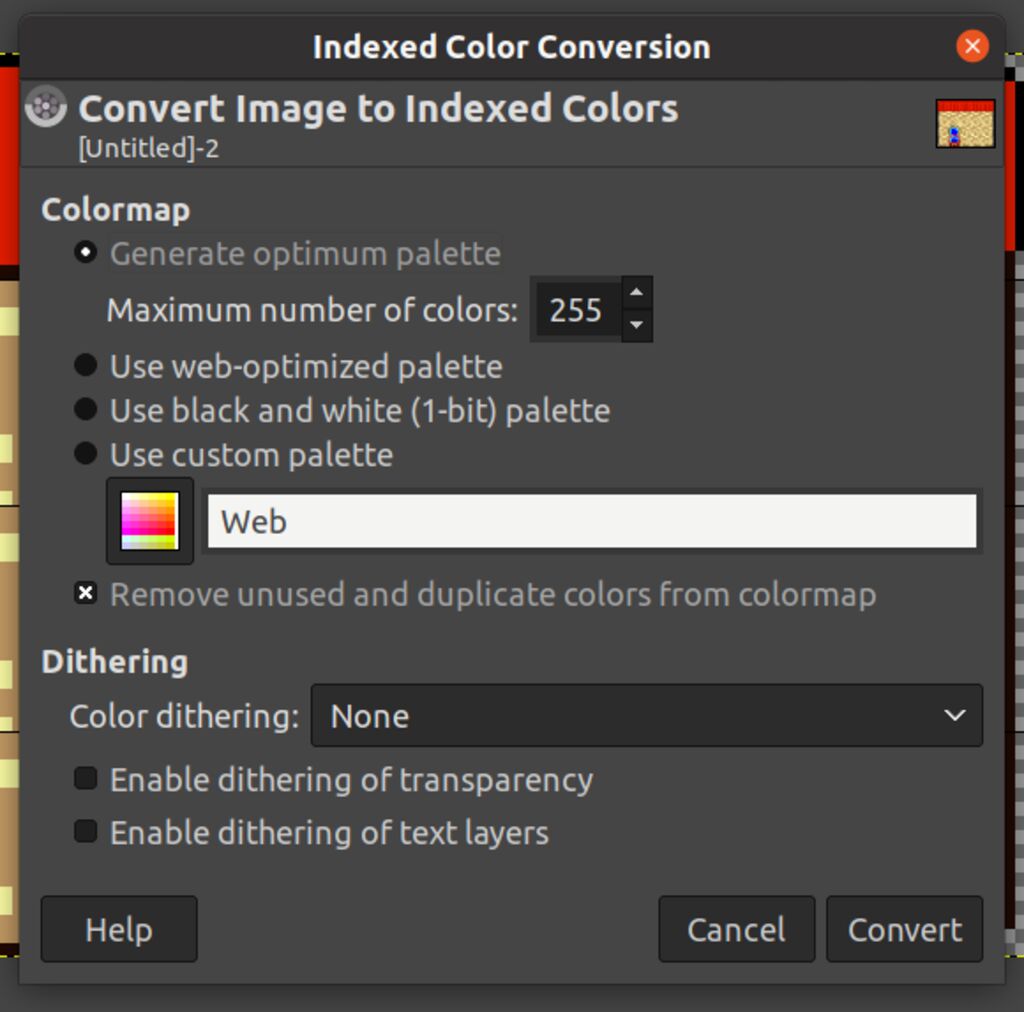 Indexed Color Conversion
Convert Image to Indexed Colors
[Untitled]-2
Colormap
Generate optimum palette
Maximum number of colors: 255
Use web-optimized palette
Use black and white (1-bit) palette
Use custom palette
Web
Remove unused and duplicate colors from colormap
Dithering
Color dithering: None
Enable dithering of transparency
Enable dithering of text layers
Help Cancel Convert